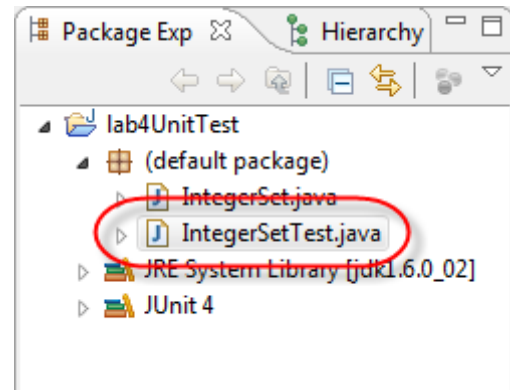 Package Exp Hierarchy
lab4UnitTest
(default package)
IntegerSet.java
IntegerSetTest.java
JRE System Library [jdk1.6.0_02]
JUnit 4